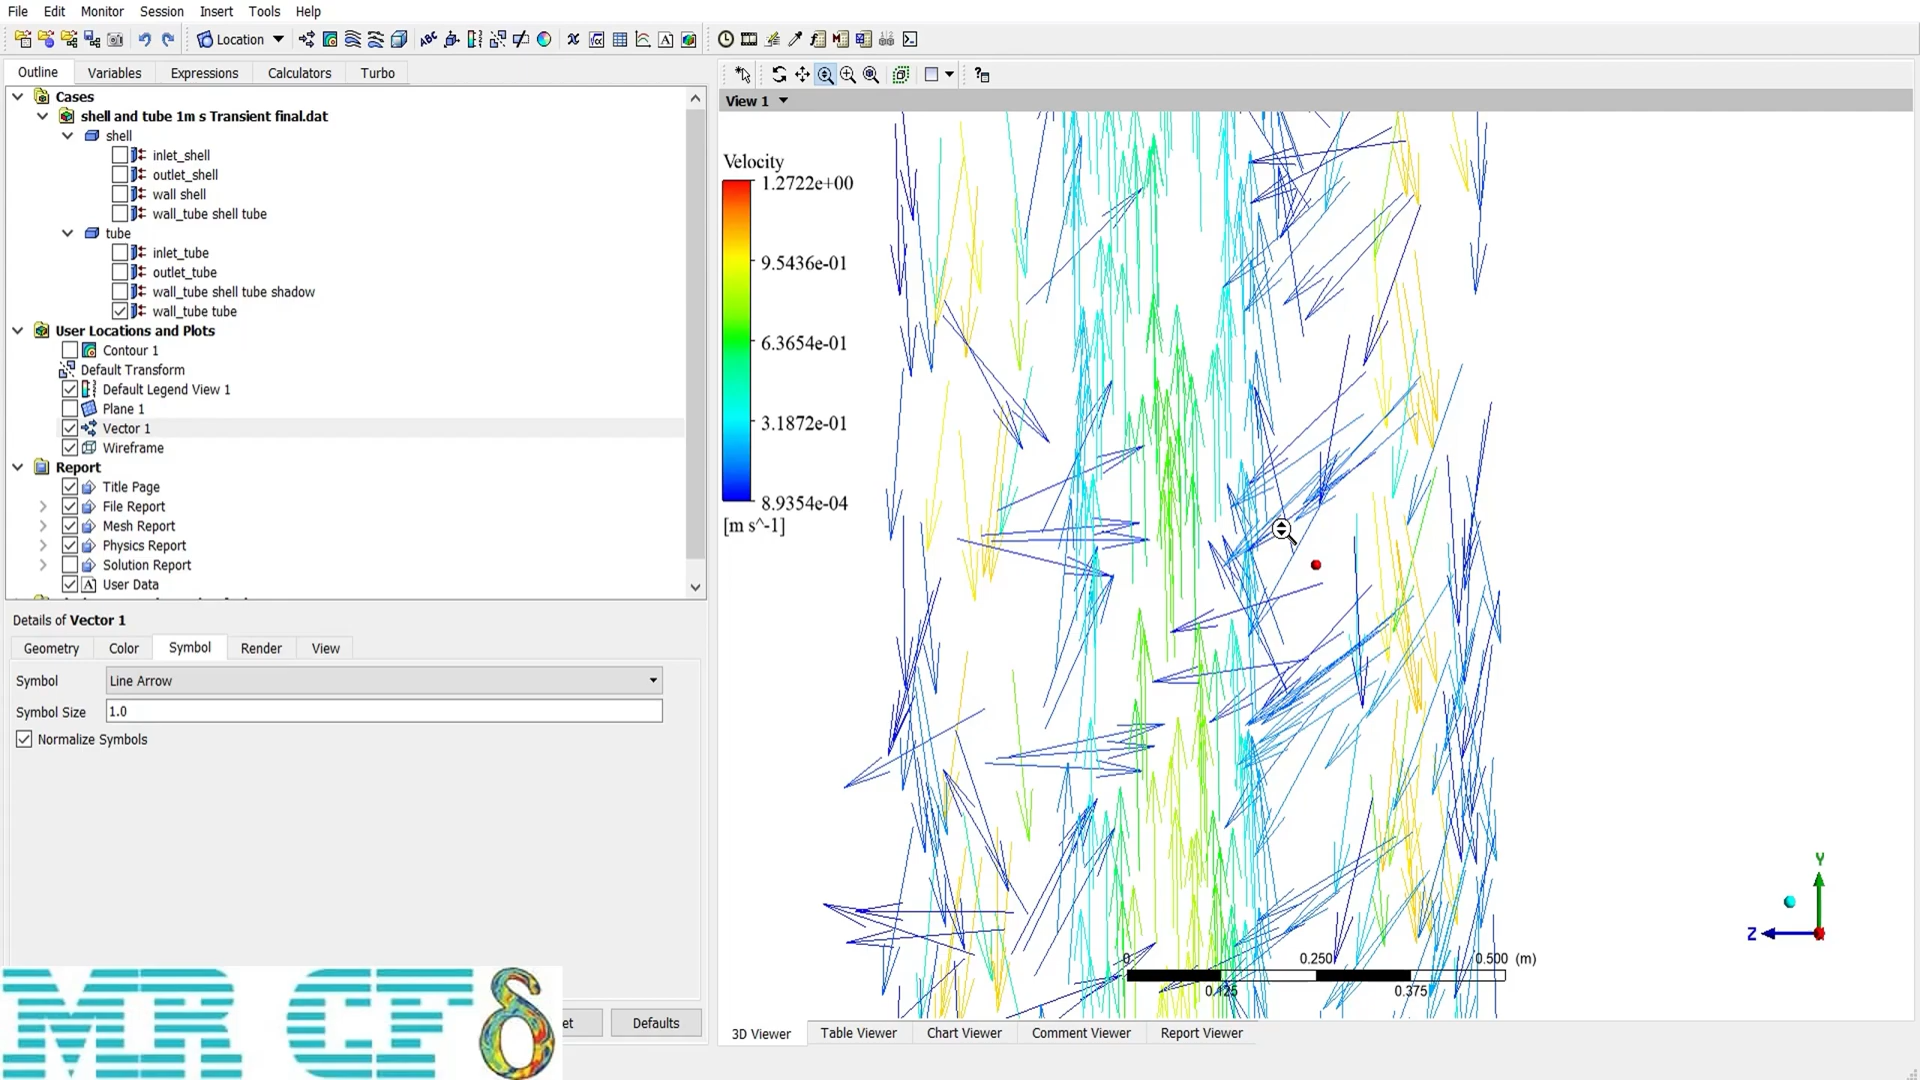 File Edit Monitor Session Insert Tools Help
Location
Outline Variables Expressions Calculators Turbo
View 1
Cases
shell and tube 1m s Transient final.dat
shell
inlet_shell
outlet_shell
wall shell
wall_tube shell tube
tube
inlet_tube
outlet_tube
wall_tube shell tube shadow
wall_tube tube
User Locations and Plots
Contour 1
Default Transform
Default Legend View 1
Plane 1
Vector 1
Wireframe
Report
Title Page
File Report
Mesh Report
Physics Report
Solution Report
User Data
Velocity
1.2722e+00
9.5436e-01
6.3654e-01
3.1872e-01
8.9354e-04
[m s^-1]
Details of Vector 1
Geometry Color Symbol Render View
Symbol Line Arrow
Symbol Size 1.0
Normalize Symbols
Defaults
MR CF
Y
Z
0 0.250 0.500 (m)
0.125 0.375
3D Viewer Table Viewer Chart Viewer Comment Viewer Report Viewer